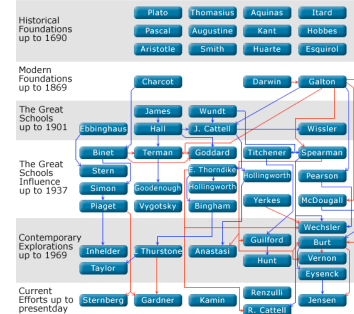 Historical
Foundations
up to 1690
Plato Thomasius Aquinas Itard
Pascal Augustine Kant Hobbes
Aristotle Smith Huarte Esquirol
Modern
Foundations
up to 1869
Charcot Darwin Galton
The Great
Schools
up to 1901
James Wundt
Ebbinghaus Hall J. Cattell Wissler
The Great
Schools
Influence
up to 1937
Binet Terman Goddard Titchener Spearman
Stern E. Thorndike Hollingworth Pearson
Simon Goodenough Hollingworth
Piaget Vygotsky Bingham Yerkes McDougall
Contemporary
Explorations
up to 1969
Wechsler
Guilford Burt
Inhelder L. Thurstone Anastasi Hunt Vernon
Taylor Eysenck
Current
Efforts up to
presentday
Sternberg Gardner Kamin Renzulli Jensen
R. Cattell